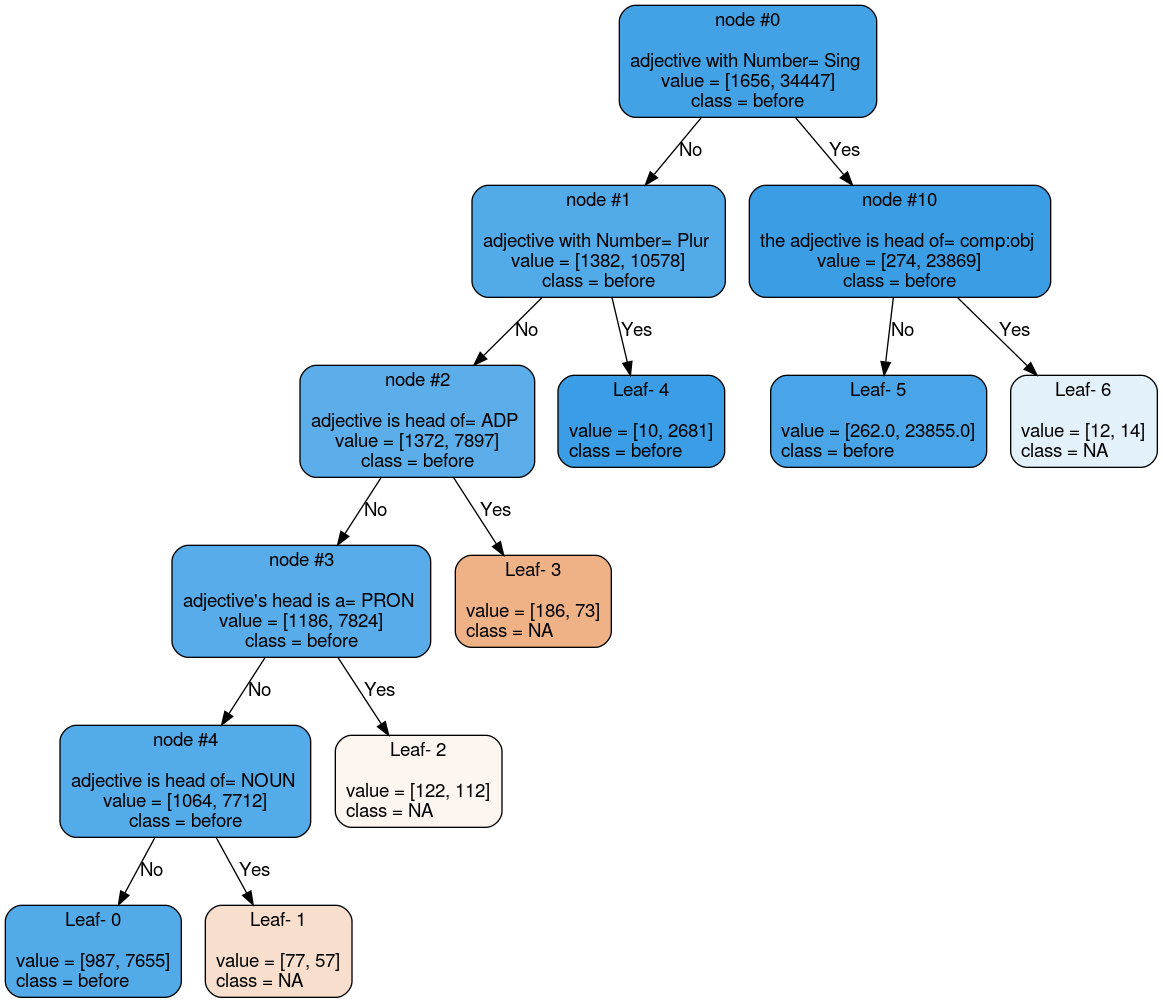 node #0
adjective with Number= Sing
value = [1656, 34447]
class = before
No
Yes
node #1
adjective with Number= Plur
value = [1382, 10578]
class = before
node #10
the adjective is head of= comp:obj
value = [274, 23869]
class = before
No
Yes
No
Yes
node #2
adjective is head of= ADP
value = [1372, 7897]
class = before
Leaf- 4
value = [10, 2681]
class = before
Leaf- 5
value = [262.0, 23855.0]
class = before
Leaf- 6
value = [12, 14]
class = NA
No
Yes
node #3
adjective's head is a= PRON
value = [1186, 7824]
class = before
Leaf- 3
value = [186, 73]
class = NA
No
Yes
node #4
adjective is head of= NOUN
value = [1064, 7712]
class = before
Leaf- 2
value = [122, 112]
class = NA
No
Yes
Leaf- 0
value = [987, 7655]
class = before
Leaf- 1
value = [77, 57]
class = NA